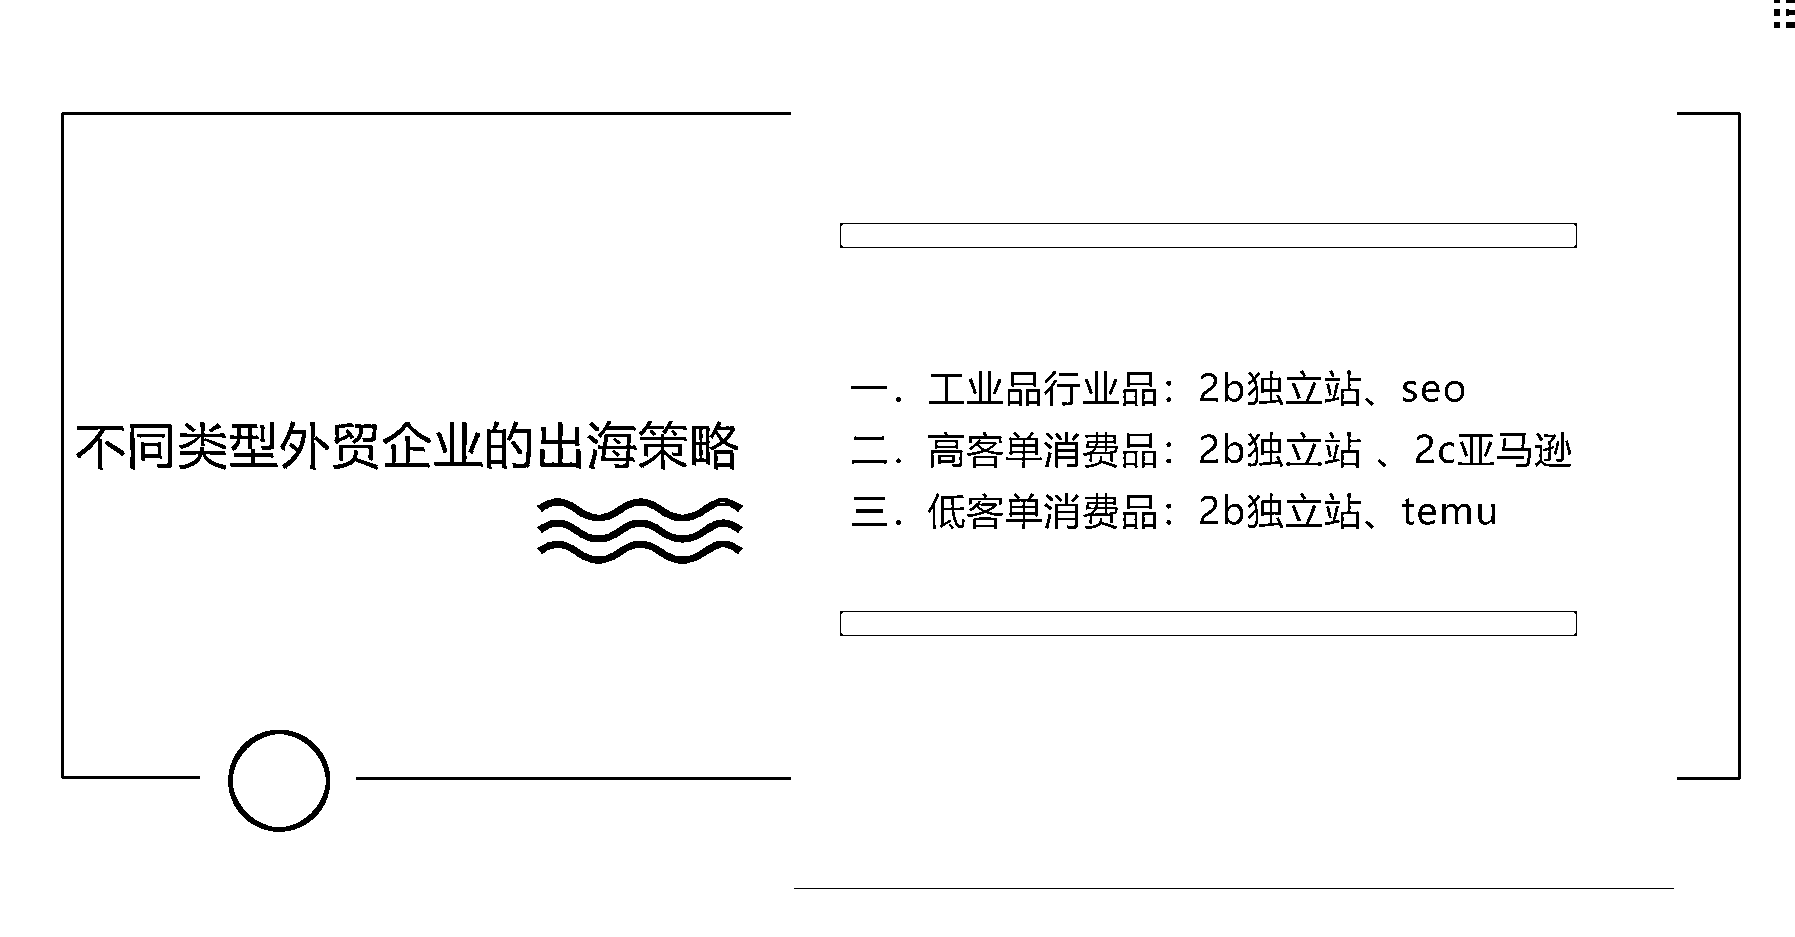 不同类型外贸企业的出海策略
一．工业品行业品：2b独立站、seo
二．高客单消费品：2b独立站 、2c亚马逊
三．低客单消费品：2b独立站、temu